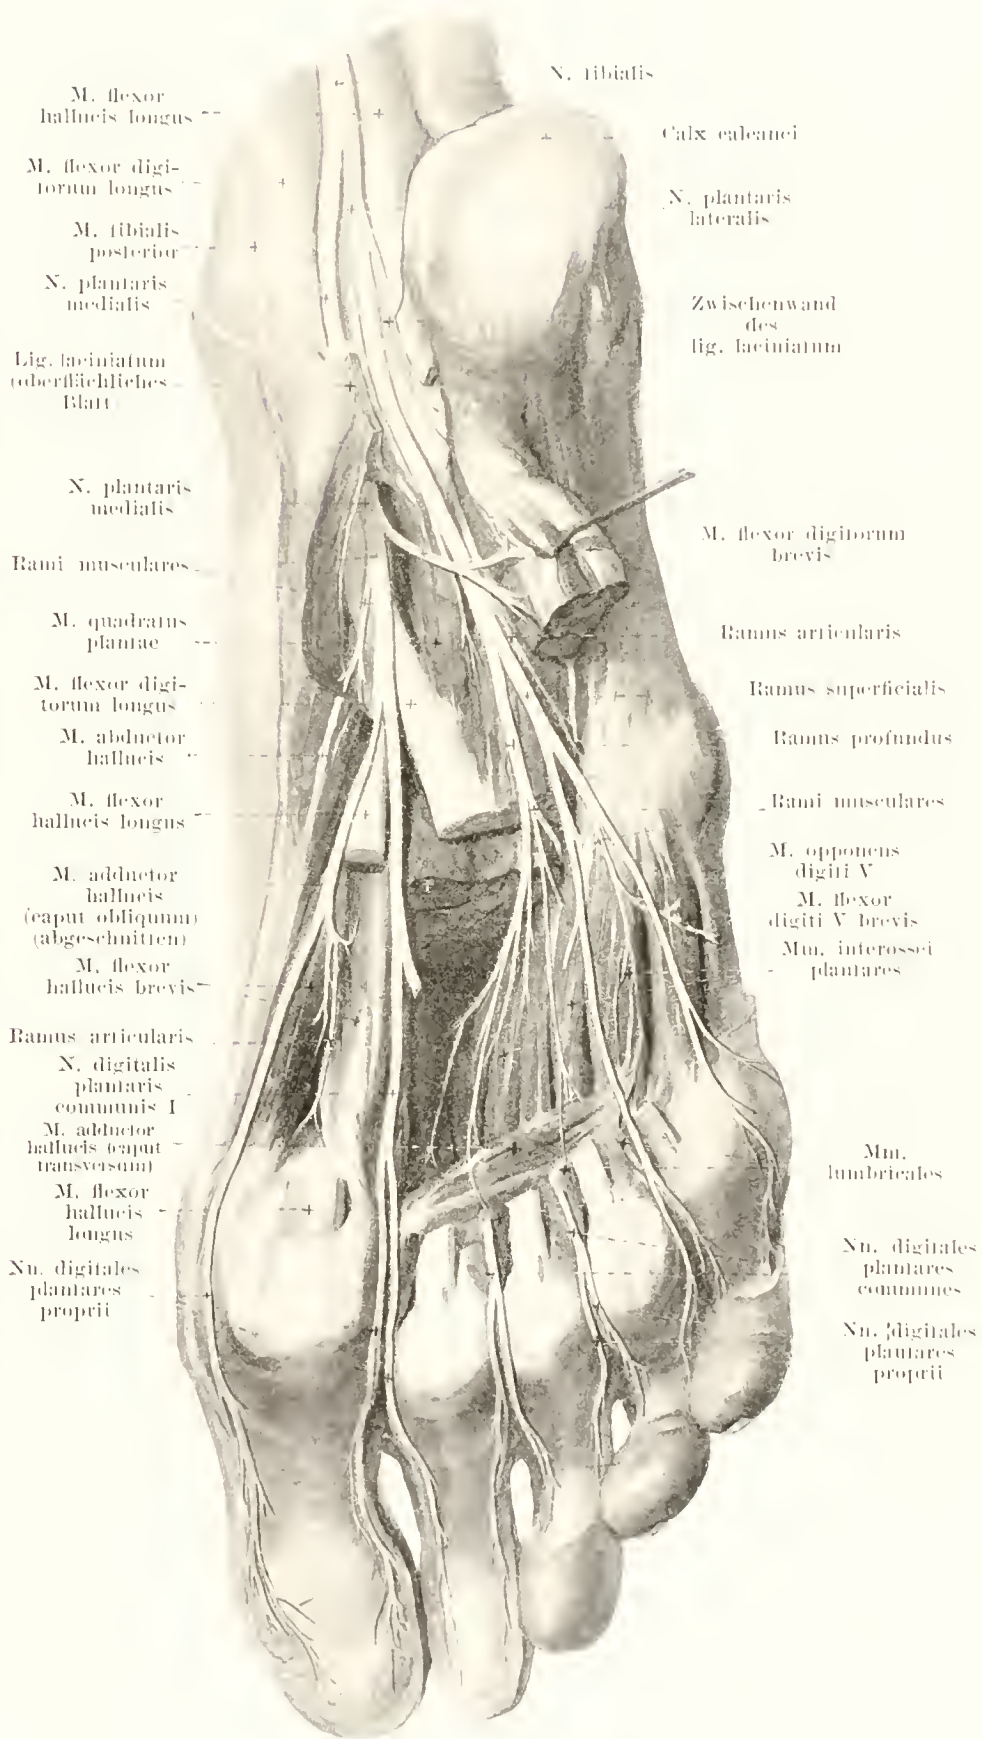 M. flexor
hallucis longus
M. flexor digi-
torum longus
M. tibialis
posterior
N. plantaris
medialis
Lig. laciniatum
(oberflächliches
Blatt)
N. plantaris
medialis
Rami musculares
M. quadratus
plantae
M. flexor digi-
torum longus
M. abductor
hallucis
M. flexor
hallucis longus
M. adductor
hallucis
(caput obliquum)
(abgeschnitten)
M. flexor
hallucis brevis
Ramus articularis
N. digitalis
plantaris
communis I
M. adductor
hallucis (caput
transversum)
M. flexor
hallucis
longus
Nn. digitales
plantares
proprii
N. tibialis
Calx calcanei
N. plantaris
lateralis
Zwischenwand
des
lig. laciniatum
M. flexor digitorum
brevis
Ramus articularis
Ramus superficialis
Ramus profundus
Rami musculares
M. opponens
digiti V
M. flexor
digiti V brevis
Mm. interossei
plantares
Mm.
lumbricales
Nn. digitales
plantares
communes
Nn. digitales
plantares
proprii